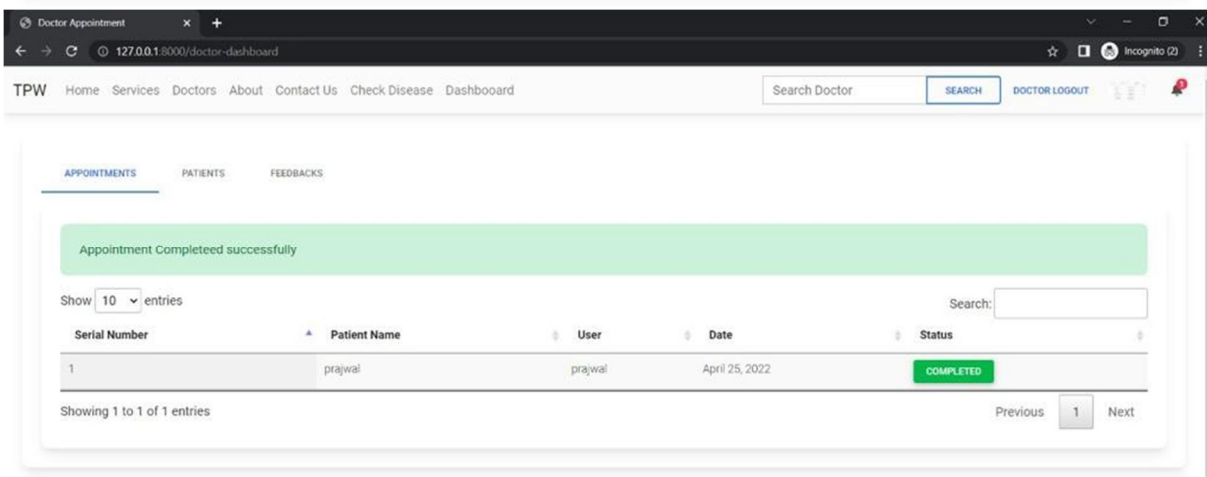 Doctor Appointment
127.0.0.1:8000/doctor-dashboard
Incognito (2)
TPW Home Services Doctors About Contact Us Check Disease Dashbooard Search Doctor SEARCH DOCTOR LOGOUT
APPOINTMENTS PATIENTS FEEDBACKS
Appointment Completeed successfully
Show 10 entries Search:
Serial Number Patient Name User Date Status
1 prajwal prajwal April 25, 2022 COMPLETED
Showing 1 to 1 of 1 entries Previous 1 Next